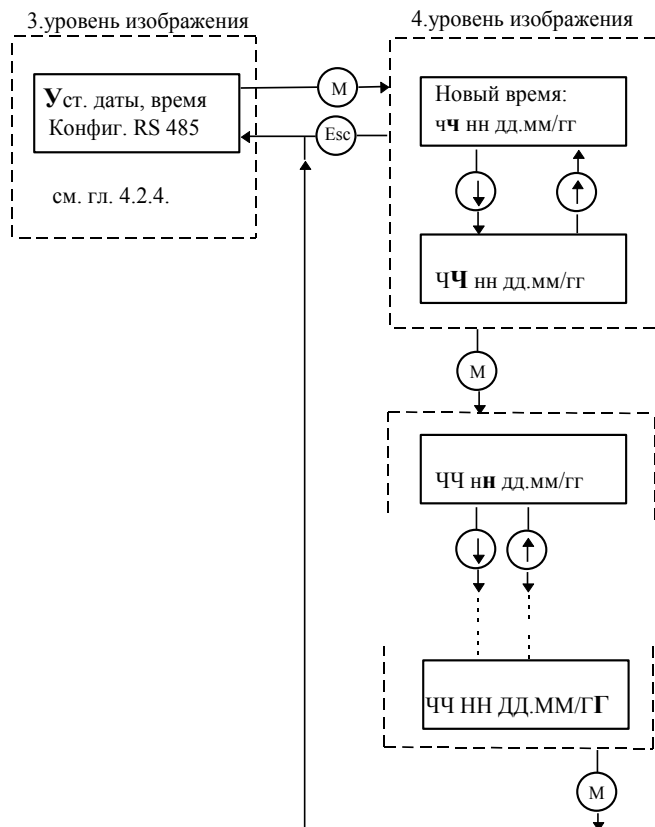 3.уровень изображения
4.уровень изображения
Уст. даты, время
Конфиг. RS 485
см. гл. 4.2.4.
M
Esc
Новый время:
чЧ нн дд.мм/гг
ЧЧ нн дд.мм/гг
M
ЧЧ нн дд.мм/гг
ЧЧ НН ДД.ММ/ГГ
M